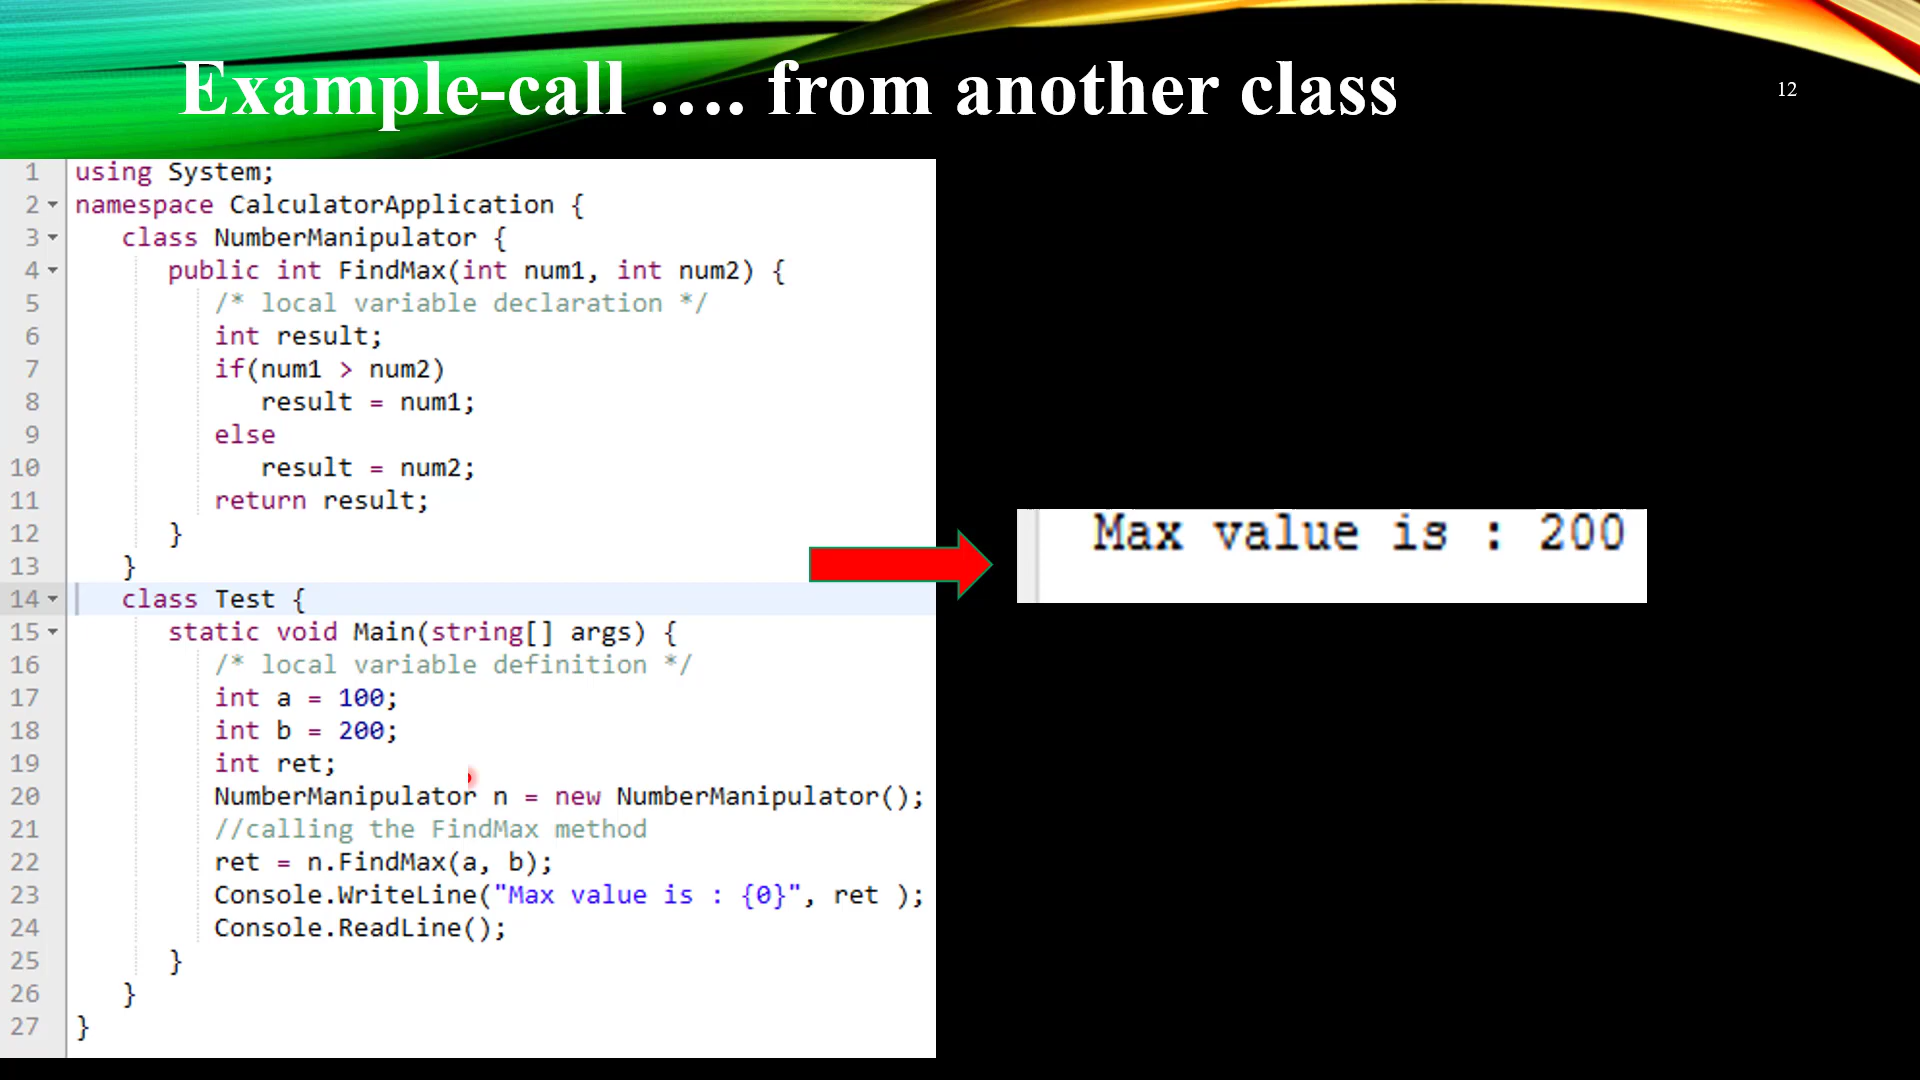 Example-call …. from another class
12
1 using System;
2 namespace CalculatorApplication {
3 class NumberManipulator {
4 public int FindMax(int num1, int num2) {
5 /* local variable declaration */
6 int result;
7 if(num1 > num2)
8 result = num1;
9 else
10 result = num2;
11 return result;
12 }
13 }
14 class Test {
15 static void Main(string[] args) {
16 /* local variable definition */
17 int a = 100;
18 int b = 200;
19 int ret;
20 NumberManipulator n = new NumberManipulator();
21 //calling the FindMax method
22 ret = n.FindMax(a, b);
23 Console.WriteLine("Max value is : {0}", ret );
24 Console.ReadLine();
25 }
26 }
27 }
Max value is : 200